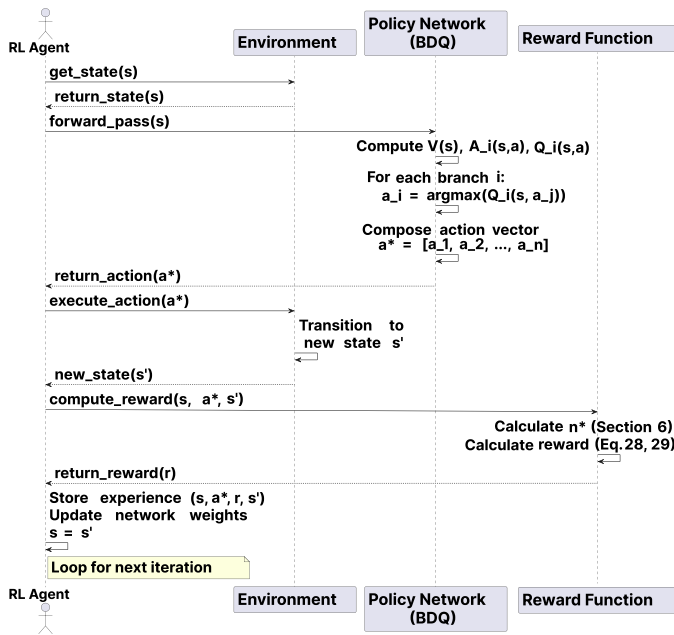 RL Agent
Environment
Policy Network
(BDQ)
Reward Function
get_state(s)
return_state(s)
forward_pass(s)
Compute V(s), A_i(s,a), Q_i(s,a)
For each branch i:
a_i = argmax(Q_i(s, a_j))
Compose action vector
a* = [a_1, a_2, ..., a_n]
return_action(a*)
execute_action(a*)
Transition to
new state s'
new_state(s')
compute_reward(s, a*, s')
Calculate n* (Section 6)
Calculate reward (Eq.28, 29)
return_reward(r)
Store experience (s, a*, r, s')
Update network weights
s = s'
Loop for next iteration
RL Agent
Environment
Policy Network
(BDQ)
Reward Function